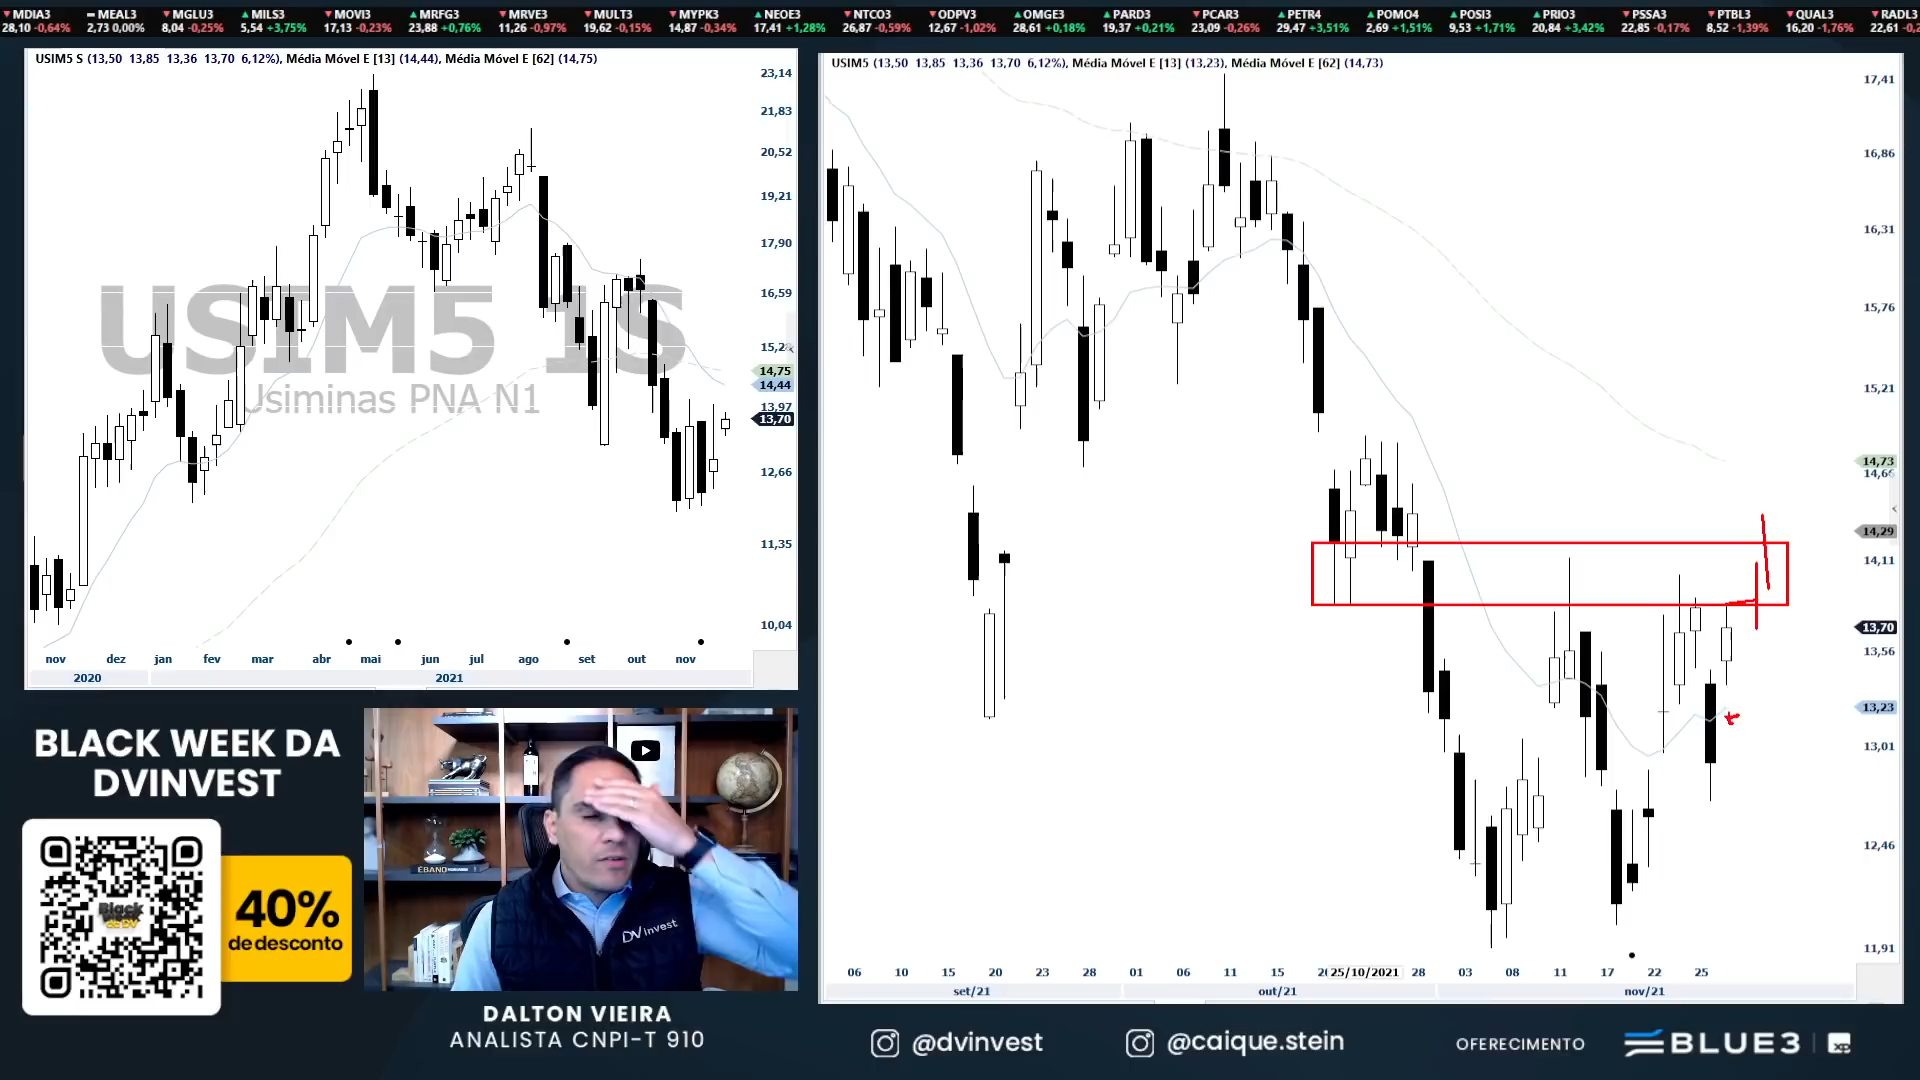 MDIA3 MEAL3 MGLU3 MILS3 MOVI3 MRFG3 MRVE3 MULT3 MYPK3 NEOE3 NTCO3 ODPV3 OMGE3 PARD3 PCAR3 PETR4 POMO4 POSI3 PRIO3 PSSA3 PTBL3 QUAL3 RADL3
28,10 -0,64% 2,73 0,00% 8,04 -0,25% 5,54 +3,75% 17,13 -0,23% 23,88 +0,76% 11,26 -0,97% 19,62 -0,15% 14,87 -0,34% 17,41 +1,28% 26,87 -0,59% 12,67 -1,02% 28,61 +0,18% 19,37 +0,21% 23,09 -0,26% 29,47 +3,51% 2,69 +1,51% 9,53 +1,71% 20,84 +3,42% 22,85 -0,17% 8,52 -1,39% 16,20 -1,76% 22,61
USIM5 S (13,50 13,85 13,36 13,70 6,12%), Média Móvel E [13] (14,44), Média Móvel E [62] (14,75)
23,14
21,83
20,52
19,21
17,90
16,59
14,75
14,44
13,97
13,70
12,66
11,35
10,04
USIM5 1S
Usiminas PNA N1
nov dez jan fev mar abr mai jun jul ago set out nov
2020 2021
USIM5 (13,50 13,85 13,36 13,70 6,12%), Média Móvel E [13] (13,23), Média Móvel E [62] (14,73)
17,41
16,86
16,31
15,76
15,21
14,73
14,66
14,29
14,11
13,70
13,56
13,23
13,01
12,46
11,91
06 10 15 20 23 28 01 06 11 15 25/10/2021 28 03 08 11 17 22 25
set/21 out/21 nov/21
BLACK WEEK DA
DVINVEST
Black
Week
da DV
40%
de desconto
ÉBANO
DV invest
DALTON VIEIRA
ANALISTA CNPI-T 910
@dvinvest
@caique.stein
OFERECIMENTO
BLUE3
xp